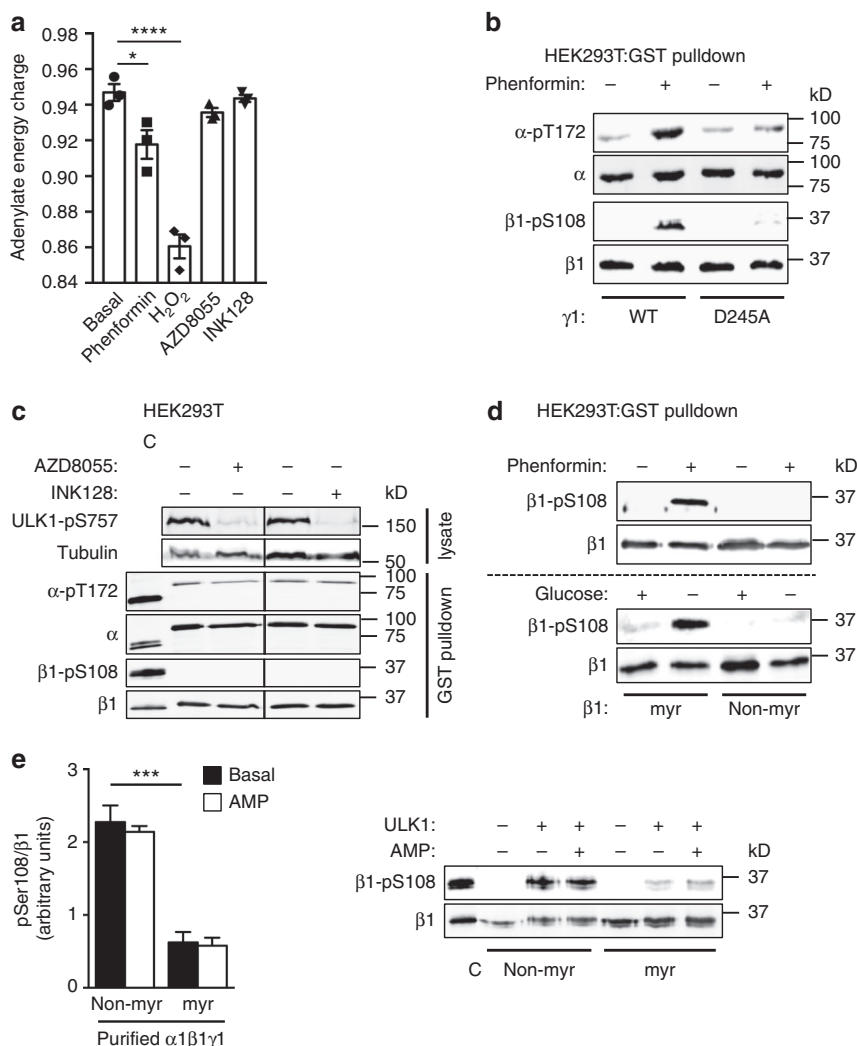 a
****
*
0.98
0.96
0.94
0.92
0.90
0.88
0.86
0.84
Adenylate energy charge
Basal
Phenformin
H2O2
AZD8055
INK128
b
HEK293T:GST pulldown
Phenformin: – + – + kD
α-pT172 100
75
α 100
75
β1-pS108 37
β1 37
γ1: WT D245A
c
HEK293T
C
AZD8055: – + – –
INK128: – – – + kD
ULK1-pS757 150
Tubulin 50
lysate
α-pT172 100
75
α 100
75
β1-pS108 37
β1 37
GST pulldown
d
HEK293T:GST pulldown
Phenformin: – + – + kD
β1-pS108 37
β1 37
Glucose: + – + –
β1-pS108 37
β1 37
β1: myr Non-myr
e
3
2
1
0
pSer108/β1
(arbitrary units)
***
Basal
AMP
Non-myr myr
Purified α1β1γ1
ULK1: – + + – + +
AMP: – – + – – + kD
β1-pS108 37
β1 37
C Non-myr myr